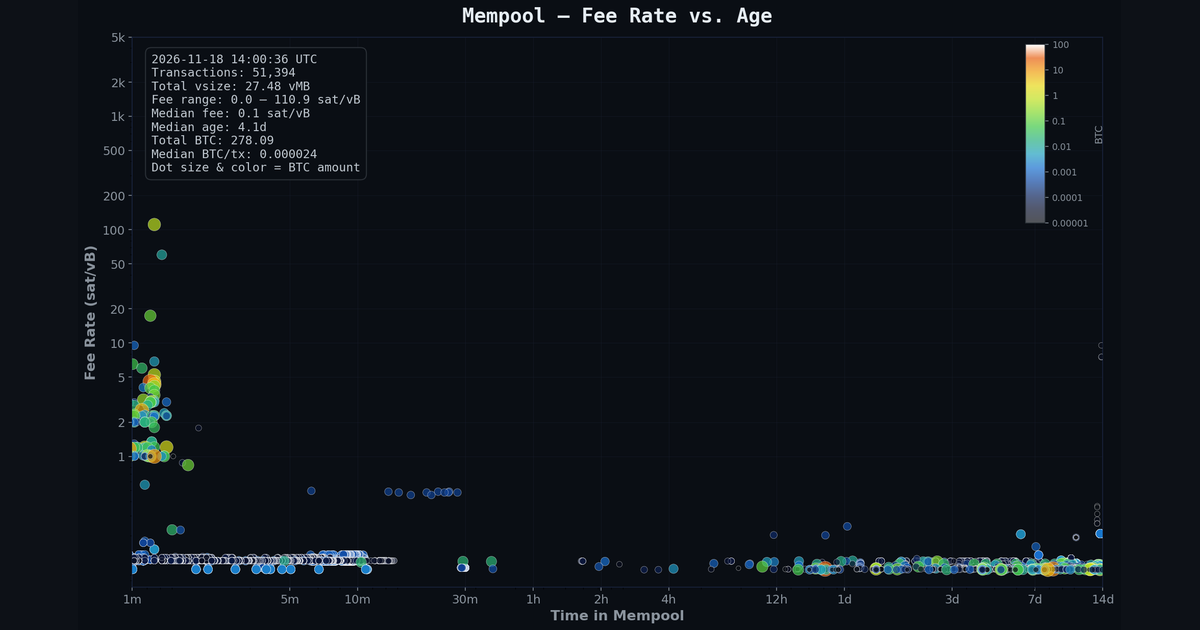 Mempool — Fee Rate vs. Age
2026-11-18 14:00:36 UTC
Transactions: 51,394
Total vsize: 27.48 vMB
Fee range: 0.0 – 110.9 sat/vB
Median fee: 0.1 sat/vB
Median age: 4.1d
Total BTC: 278.09
Median BTC/tx: 0.000024
Dot size & color = BTC amount
5k
2k
1k
500
200
100
50
20
10
5
2
1
Fee Rate (sat/vB)
100
10
1
0.1
0.01
0.001
0.0001
0.00001
BTC
1m
5m
10m
30m
1h
2h
4h
12h
1d
3d
7d
14d
Time in Mempool